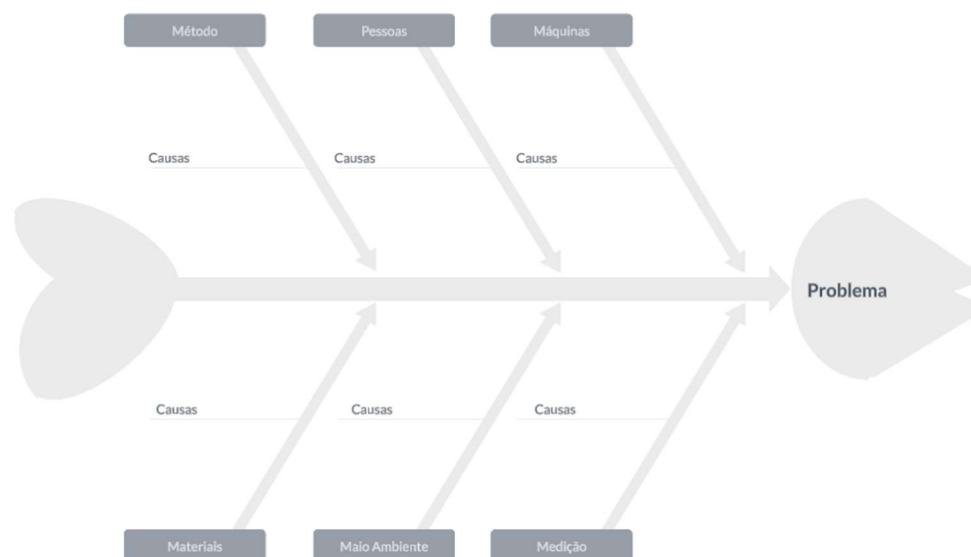 Método
Pessoas
Máquinas
Causas
Causas
Causas
Problema
Causas
Causas
Causas
Materiais
Maio Ambiente
Medição